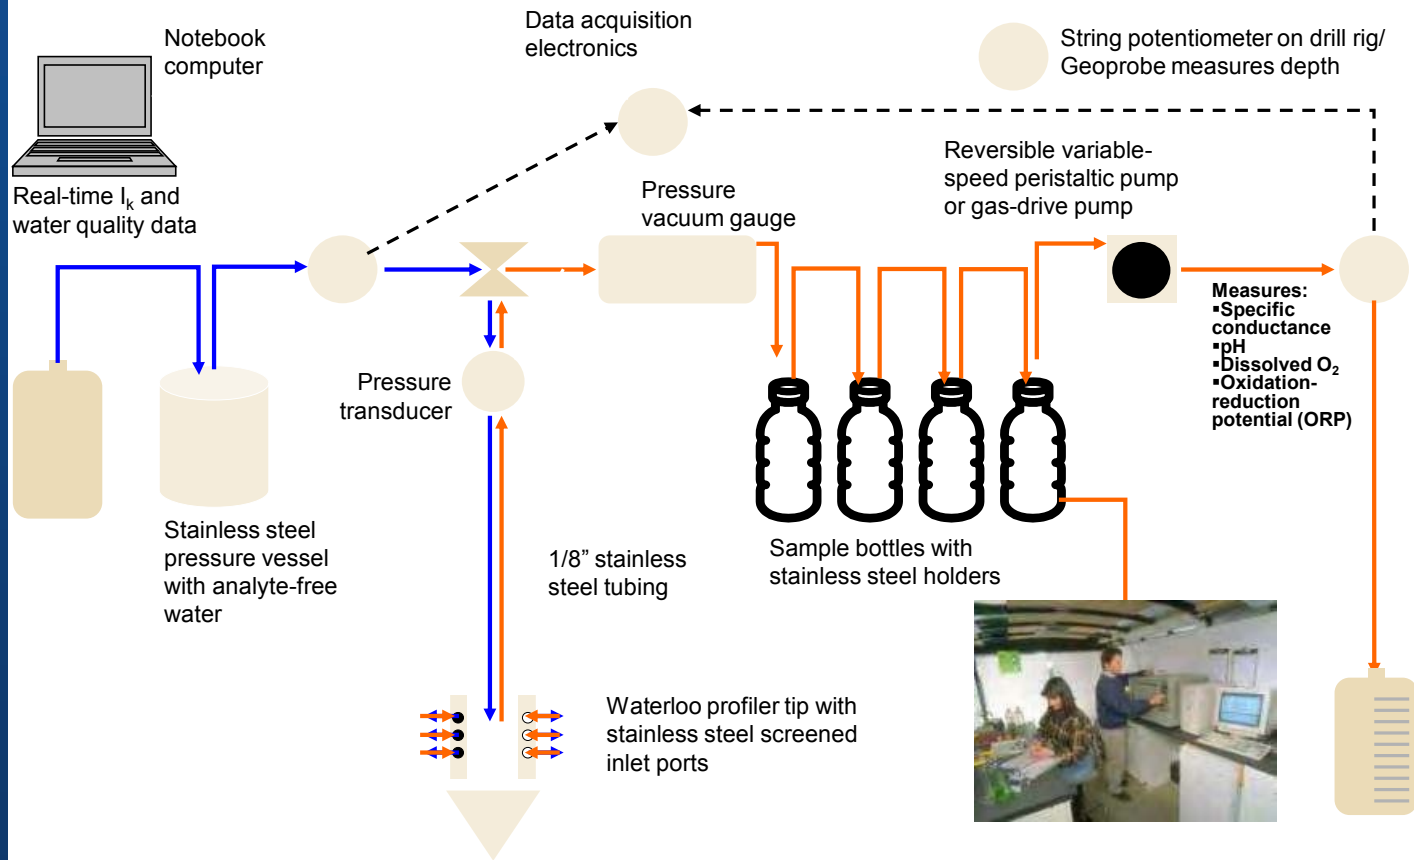 Notebook
computer
Real-time Iₖ and
water quality data
Data acquisition
electronics
String potentiometer on drill rig/
Geoprobe measures depth
Pressure
vacuum gauge
Reversible variable-
speed peristaltic pump
or gas-drive pump
Measures:
▪Specific
conductance
▪pH
▪Dissolved O₂
▪Oxidation-
reduction
potential (ORP)
Pressure
transducer
Stainless steel
pressure vessel
with analyte-free
water
1/8” stainless
steel tubing
Sample bottles with
stainless steel holders
Waterloo profiler tip with
stainless steel screened
inlet ports